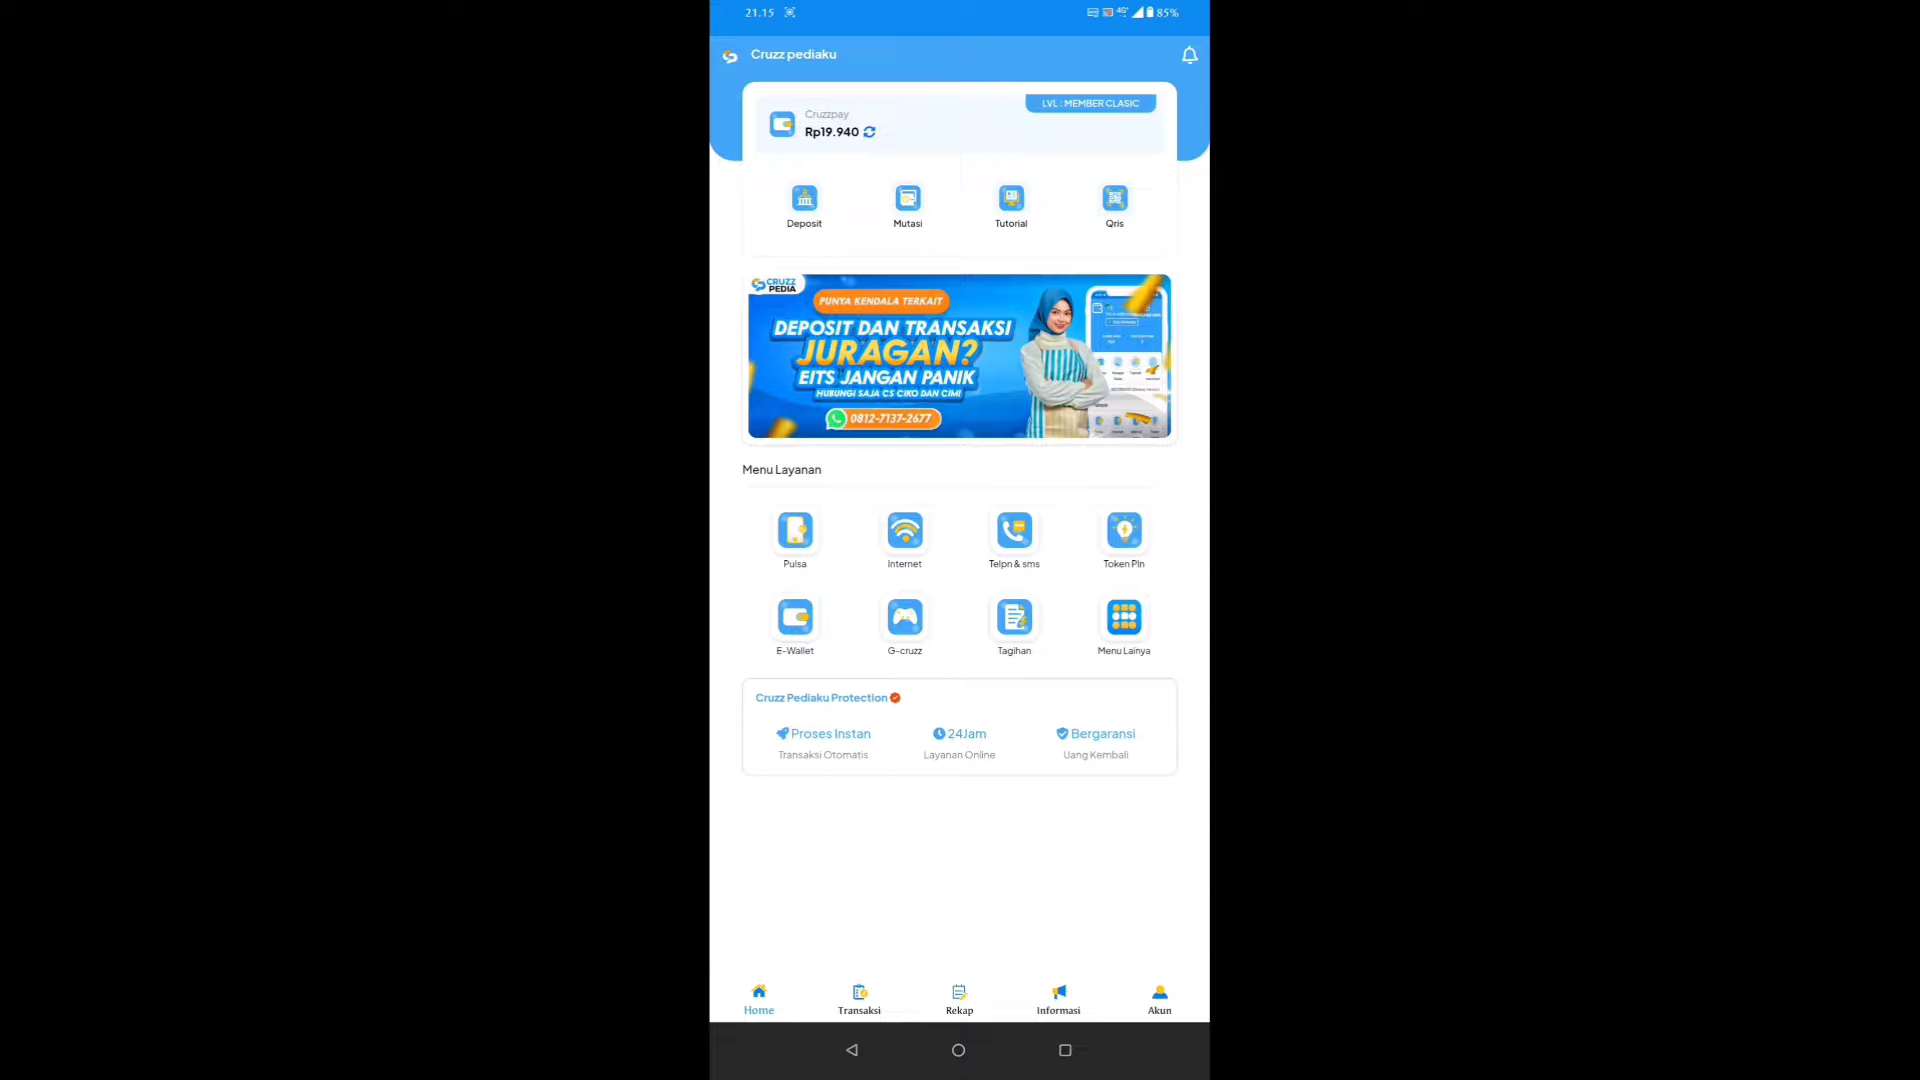 21.15 4G+ 85%
Cruzz pediaku
LVL : MEMBER CLASIC
Cruzzpay
Rp19.940
Deposit Mutasi Tutorial Qris
CRUZZ
PEDIA
PUNYA KENDALA TERKAIT
DEPOSIT DAN TRANSAKSI
JURAGAN?
EITS JANGAN PANIK
HUBUNGI SAJA CS CIKO DAN CIMI
0812-7137-2677
Menu Layanan
Pulsa Internet Telpn & sms Token Pln
E-Wallet G-cruzz Tagihan Menu Lainya
Cruzz Pediaku Protection
Proses Instan 24Jam Bergaransi
Transaksi Otomatis Layanan Online Uang Kembali
Home Transaksi Rekap Informasi Akun